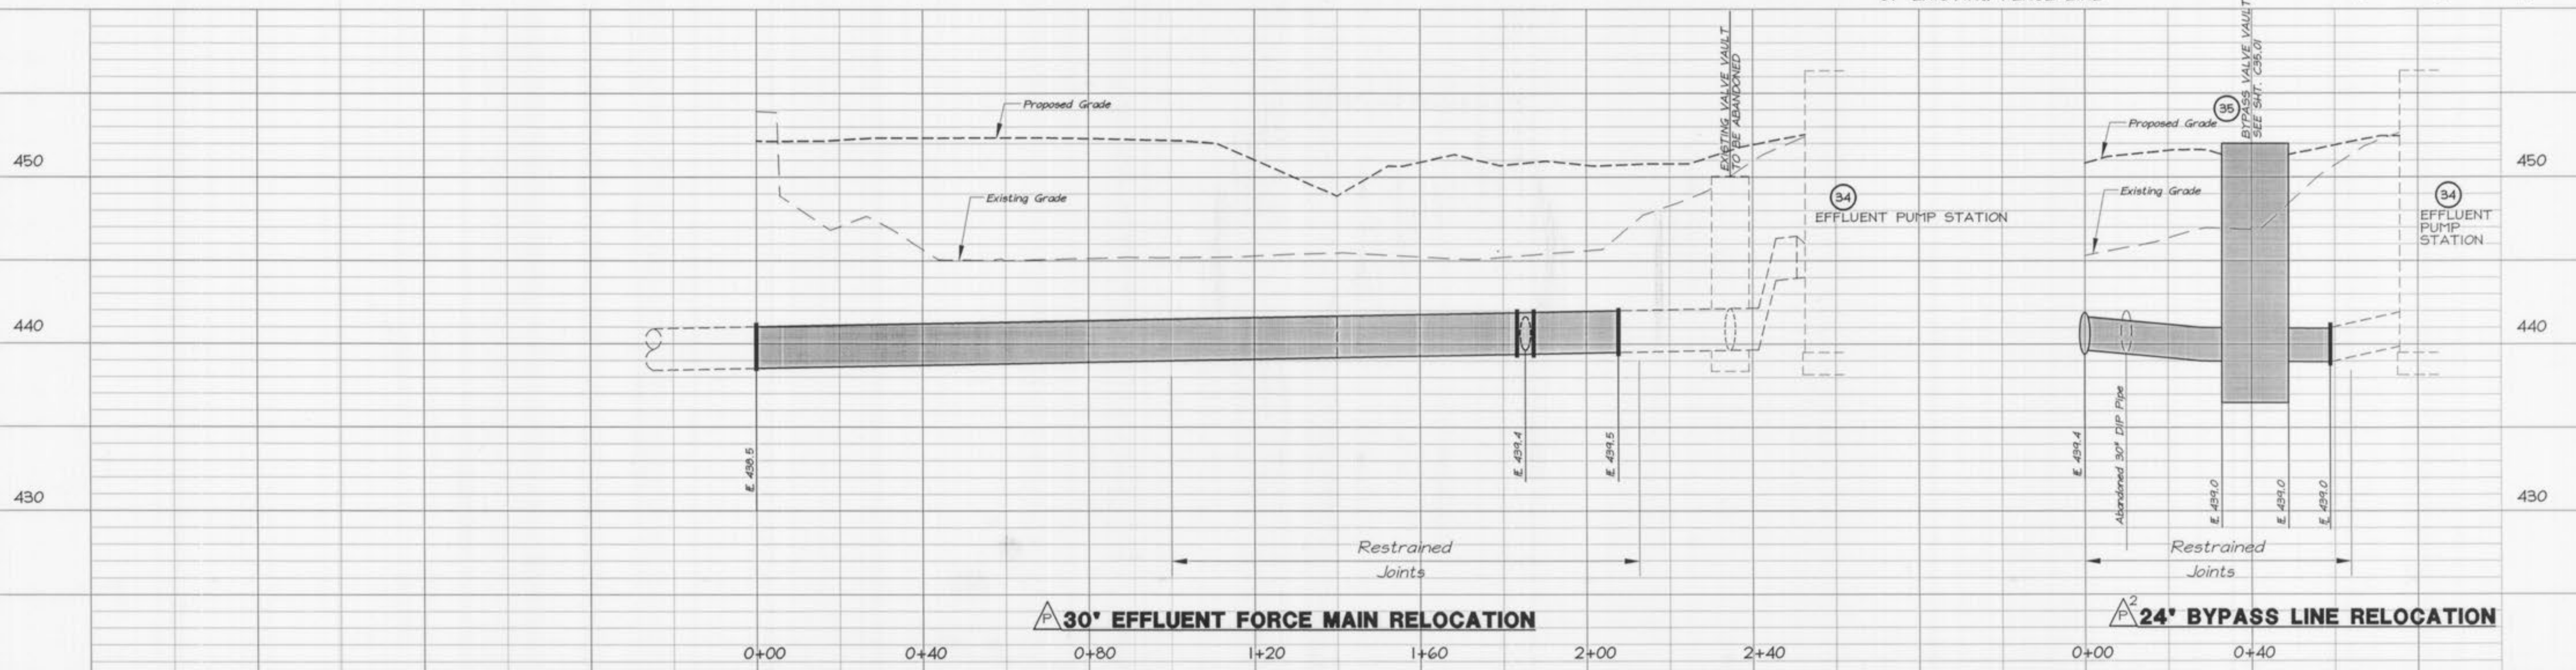 EXISTING VALVE VAULT
TO BE ABANDONED
BYPASS VALVE VAULT
SEE SHT. C35.01
Proposed Grade
35
Proposed Grade
450
450
Existing Grade
34
EFFLUENT PUMP STATION
Existing Grade
34
EFFLUENT
PUMP
STATION
440
440
IE 438.5
IE 439.4
IE 439.5
IE 439.4
Abandoned 30" DIP Pipe
IE 439.0
IE 439.0
IE 439.0
430
430
Restrained
Joints
Restrained
Joints
P 30" EFFLUENT FORCE MAIN RELOCATION
P 2 24" BYPASS LINE RELOCATION
0+00
0+40
0+80
1+20
1+60
2+00
2+40
0+00
0+40